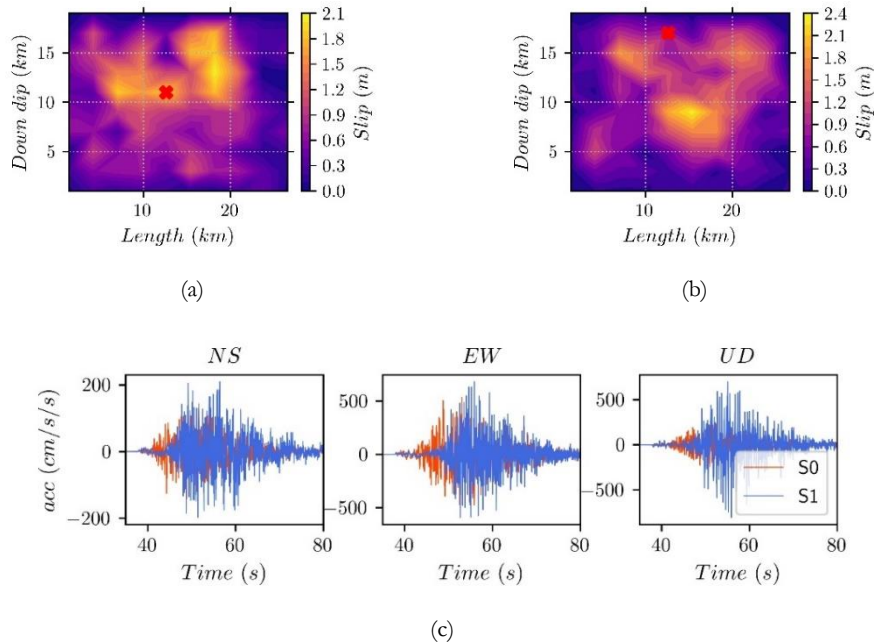 15
10
5
Down dip (km)
10 20
Length (km)
2.1
1.8
1.5
1.2
0.9
0.6
0.3
0.0
Slip (m)
(a)
15
10
5
Down dip (km)
10 20
Length (km)
2.4
2.1
1.8
1.5
1.2
0.9
0.6
0.3
0.0
Slip (m)
(b)
NS
200
0
−200
acc (cm/s/s)
40 60 80
Time (s)
EW
500
0
−500
40 60 80
Time (s)
UD
500
0
−500
40 60 80
Time (s)
S0
S1
(c)